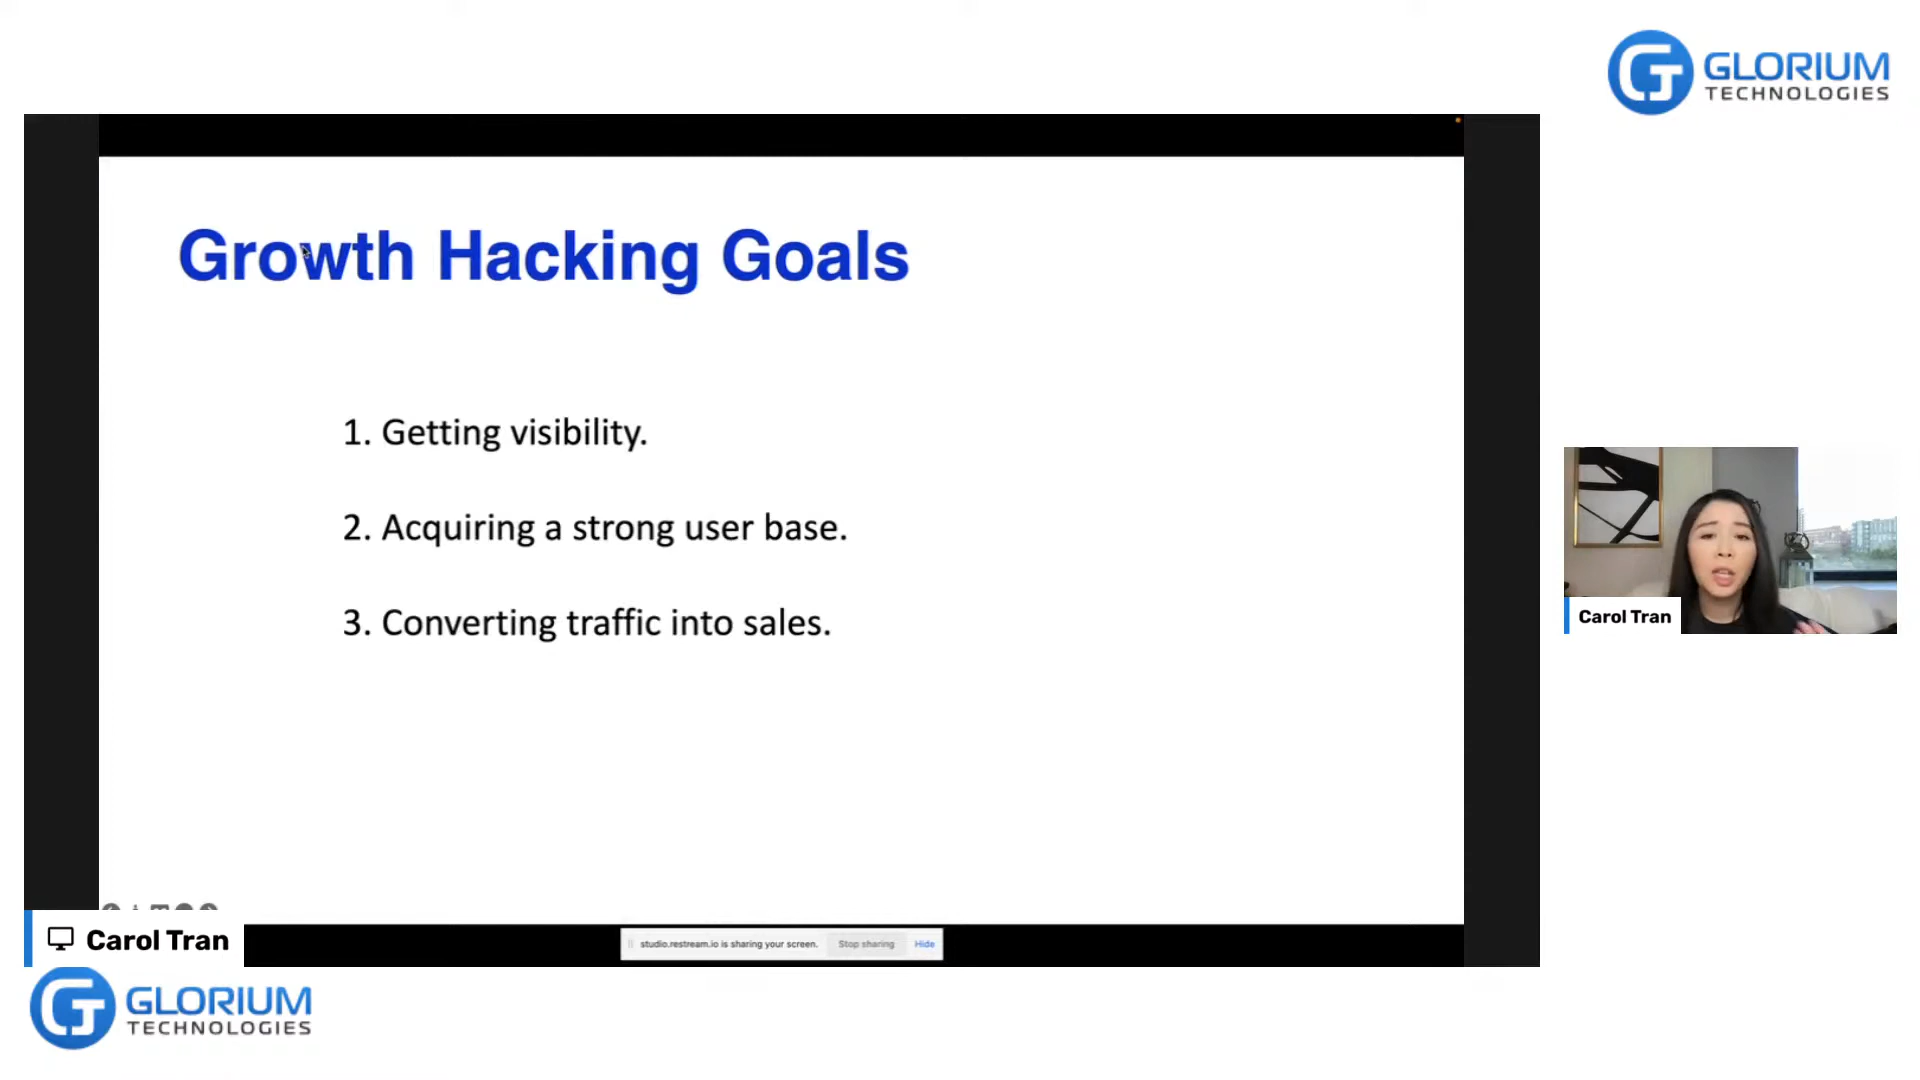 GLORIUM
TECHNOLOGIES
Growth Hacking Goals
1. Getting visibility.
2. Acquiring a strong user base.
3. Converting traffic into sales.
Carol Tran
Carol Tran
studio.restream.io is sharing your screen. Stop sharing Hide
GLORIUM
TECHNOLOGIES